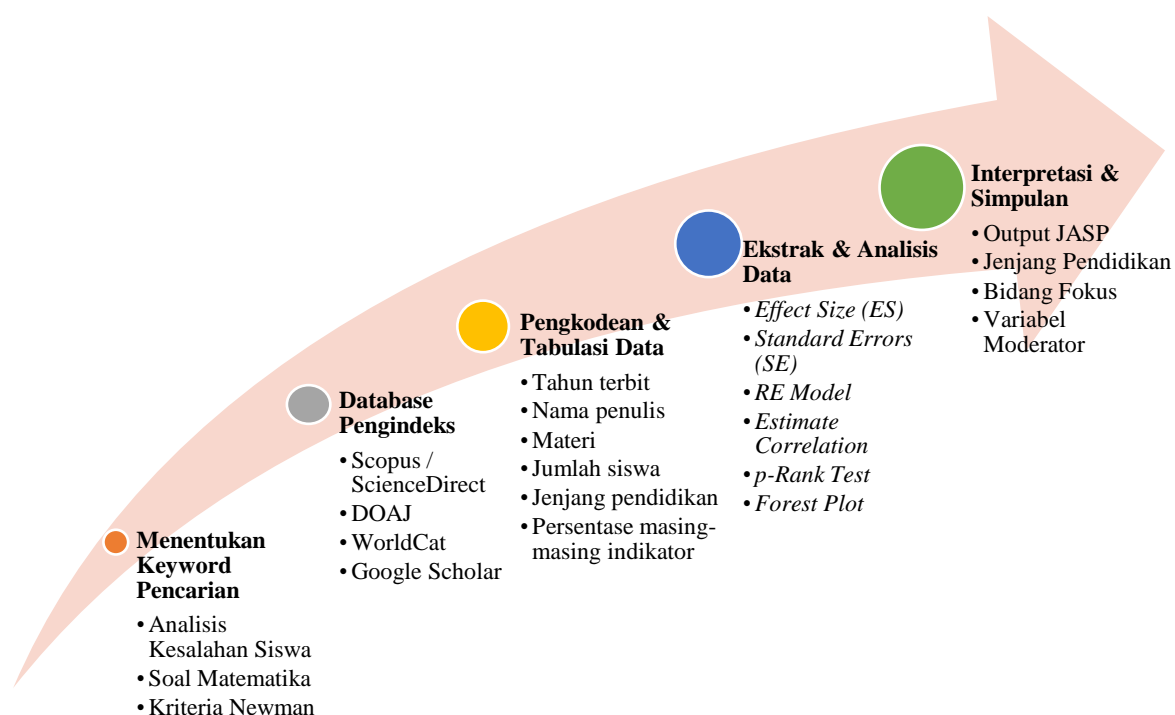 Menentukan
Keyword
Pencarian
• Analisis
Kesalahan Siswa
• Soal Matematika
• Kriteria Newman
Database
Pengindeks
• Scopus /
ScienceDirect
• DOAJ
• WorldCat
• Google Scholar
Pengkodean &
Tabulasi Data
• Tahun terbit
• Nama penulis
• Materi
• Jumlah siswa
• Jenjang pendidikan
• Persentase masing-
masing indikator
Ekstrak & Analisis
Data
• Effect Size (ES)
• Standard Errors
(SE)
• RE Model
• Estimate
Correlation
• p-Rank Test
• Forest Plot
Interpretasi &
Simpulan
• Output JASP
• Jenjang Pendidikan
• Bidang Fokus
• Variabel
Moderator